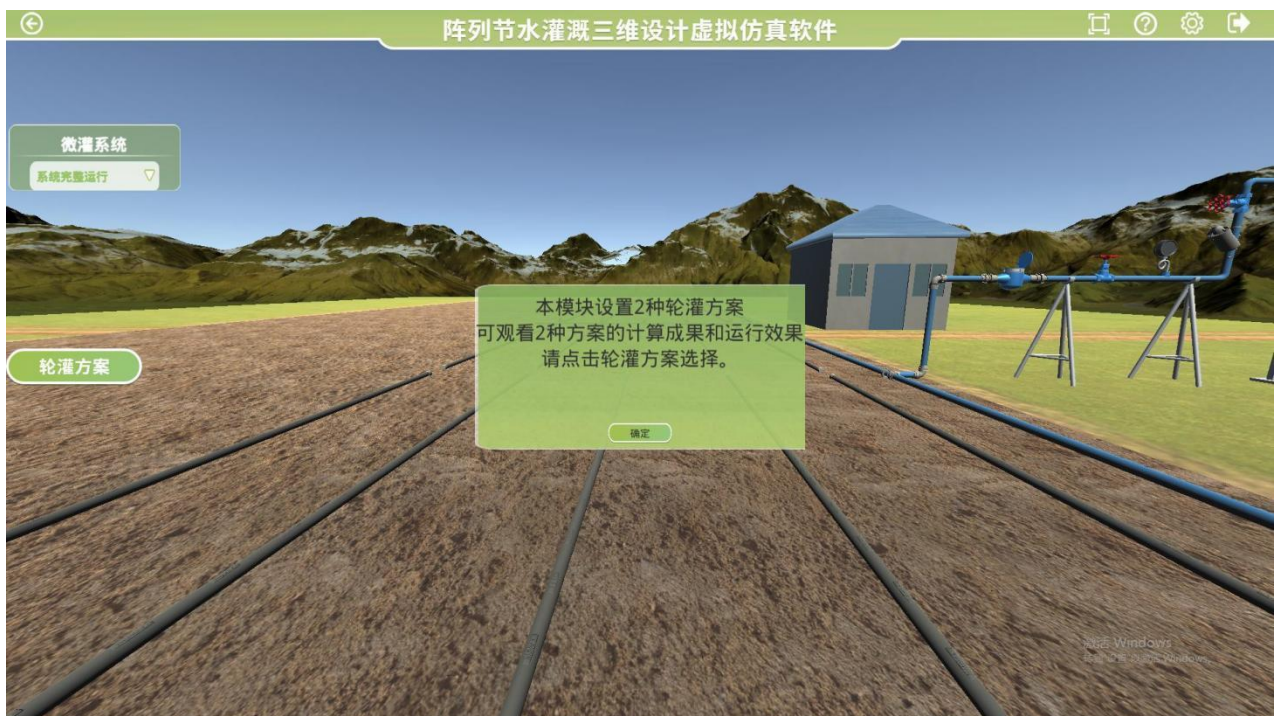 阵列节水灌溉三维设计虚拟仿真软件
微灌系统
系统完整运行
本模块设置2种轮灌方案
可观看2种方案的计算成果和运行效果
请点击轮灌方案选择。
确定
轮灌方案
激活 Windows